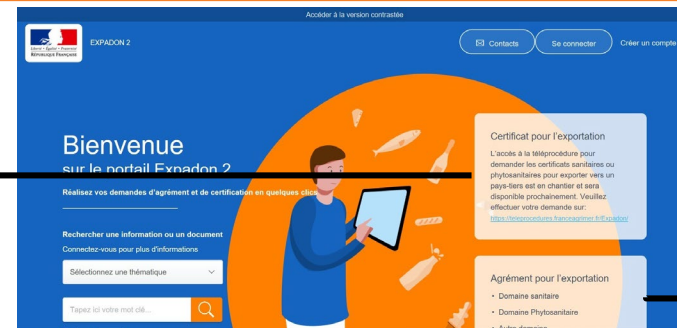 Accéder à la version contrastée
Liberté • Égalité • Fraternité
RÉPUBLIQUE FRANÇAISE
EXPADON 2
Contacts
Se connecter
Créer un compte
Bienvenue
sur le portail Expadon 2
Réalisez vos demandes d'agrément et de certification en quelques clics
Rechercher une information ou un document
Connectez-vous pour plus d'informations
Sélectionnez une thématique
Tapez ici votre mot clé...
Certificat pour l'exportation
L'accès à la téléprocédure pour
demander les certificats sanitaires ou
phytosanitaires pour exporter vers un
pays-tiers est en chantier et sera
disponible prochainement. Veuillez
effectuer votre demande sur:
https://teleprocedures.franceagrimer.fr/Expadon/
Agrément pour l'exportation
• Domaine sanitaire
• Domaine Phytosanitaire
• Autre domaine